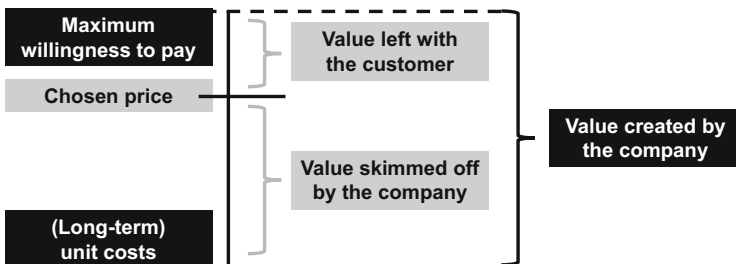 Maximum
willingness to pay
Value left with
the customer
Chosen price
Value created by
the company
Value skimmed off
by the company
(Long-term)
unit costs